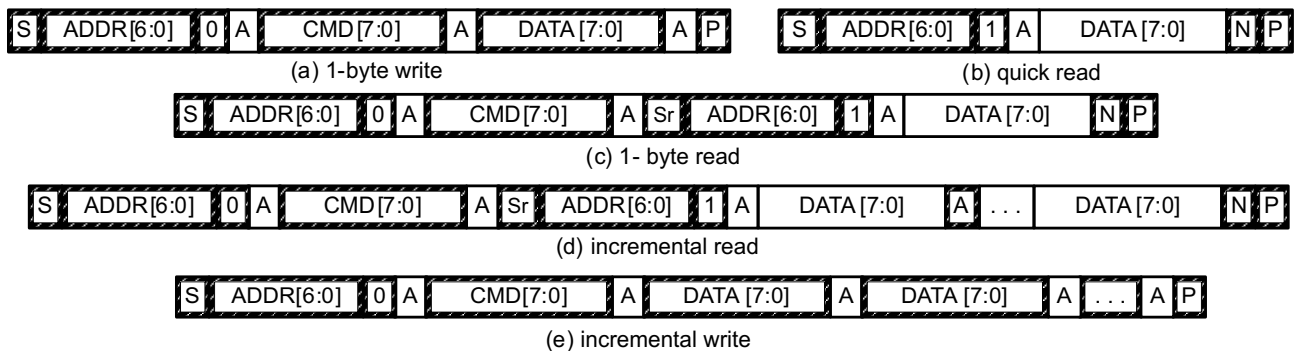 S ADDR[6:0] 0 A CMD[7:0] A DATA[7:0] A P
(a) 1-byte write
S ADDR[6:0] 1 A DATA[7:0] N P
(b) quick read
S ADDR[6:0] 0 A CMD[7:0] A Sr ADDR[6:0] 1 A DATA[7:0] N P
(c) 1- byte read
S ADDR[6:0] 0 A CMD[7:0] A Sr ADDR[6:0] 1 A DATA[7:0] A . . . DATA[7:0] N P
(d) incremental read
S ADDR[6:0] 0 A CMD[7:0] A DATA[7:0] A DATA[7:0] A . . . A P
(e) incremental write